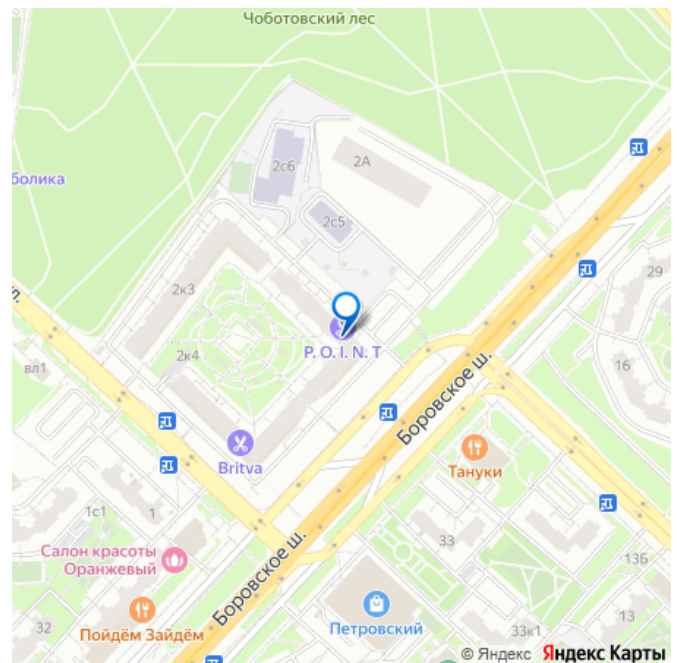 Чоботовский лес
2с6
2А
болика
2с5
29
2к3
P. O. I. N. T
2к4
16
вл1
Боровское ш.
Britva
Тануки
1с1
1
33
Салон красоты
Оранжевый
13Б
Боровское ш.
32
Пойдём Зайдём
Петровский
13
33к1
© Яндекс Яндекс Карты